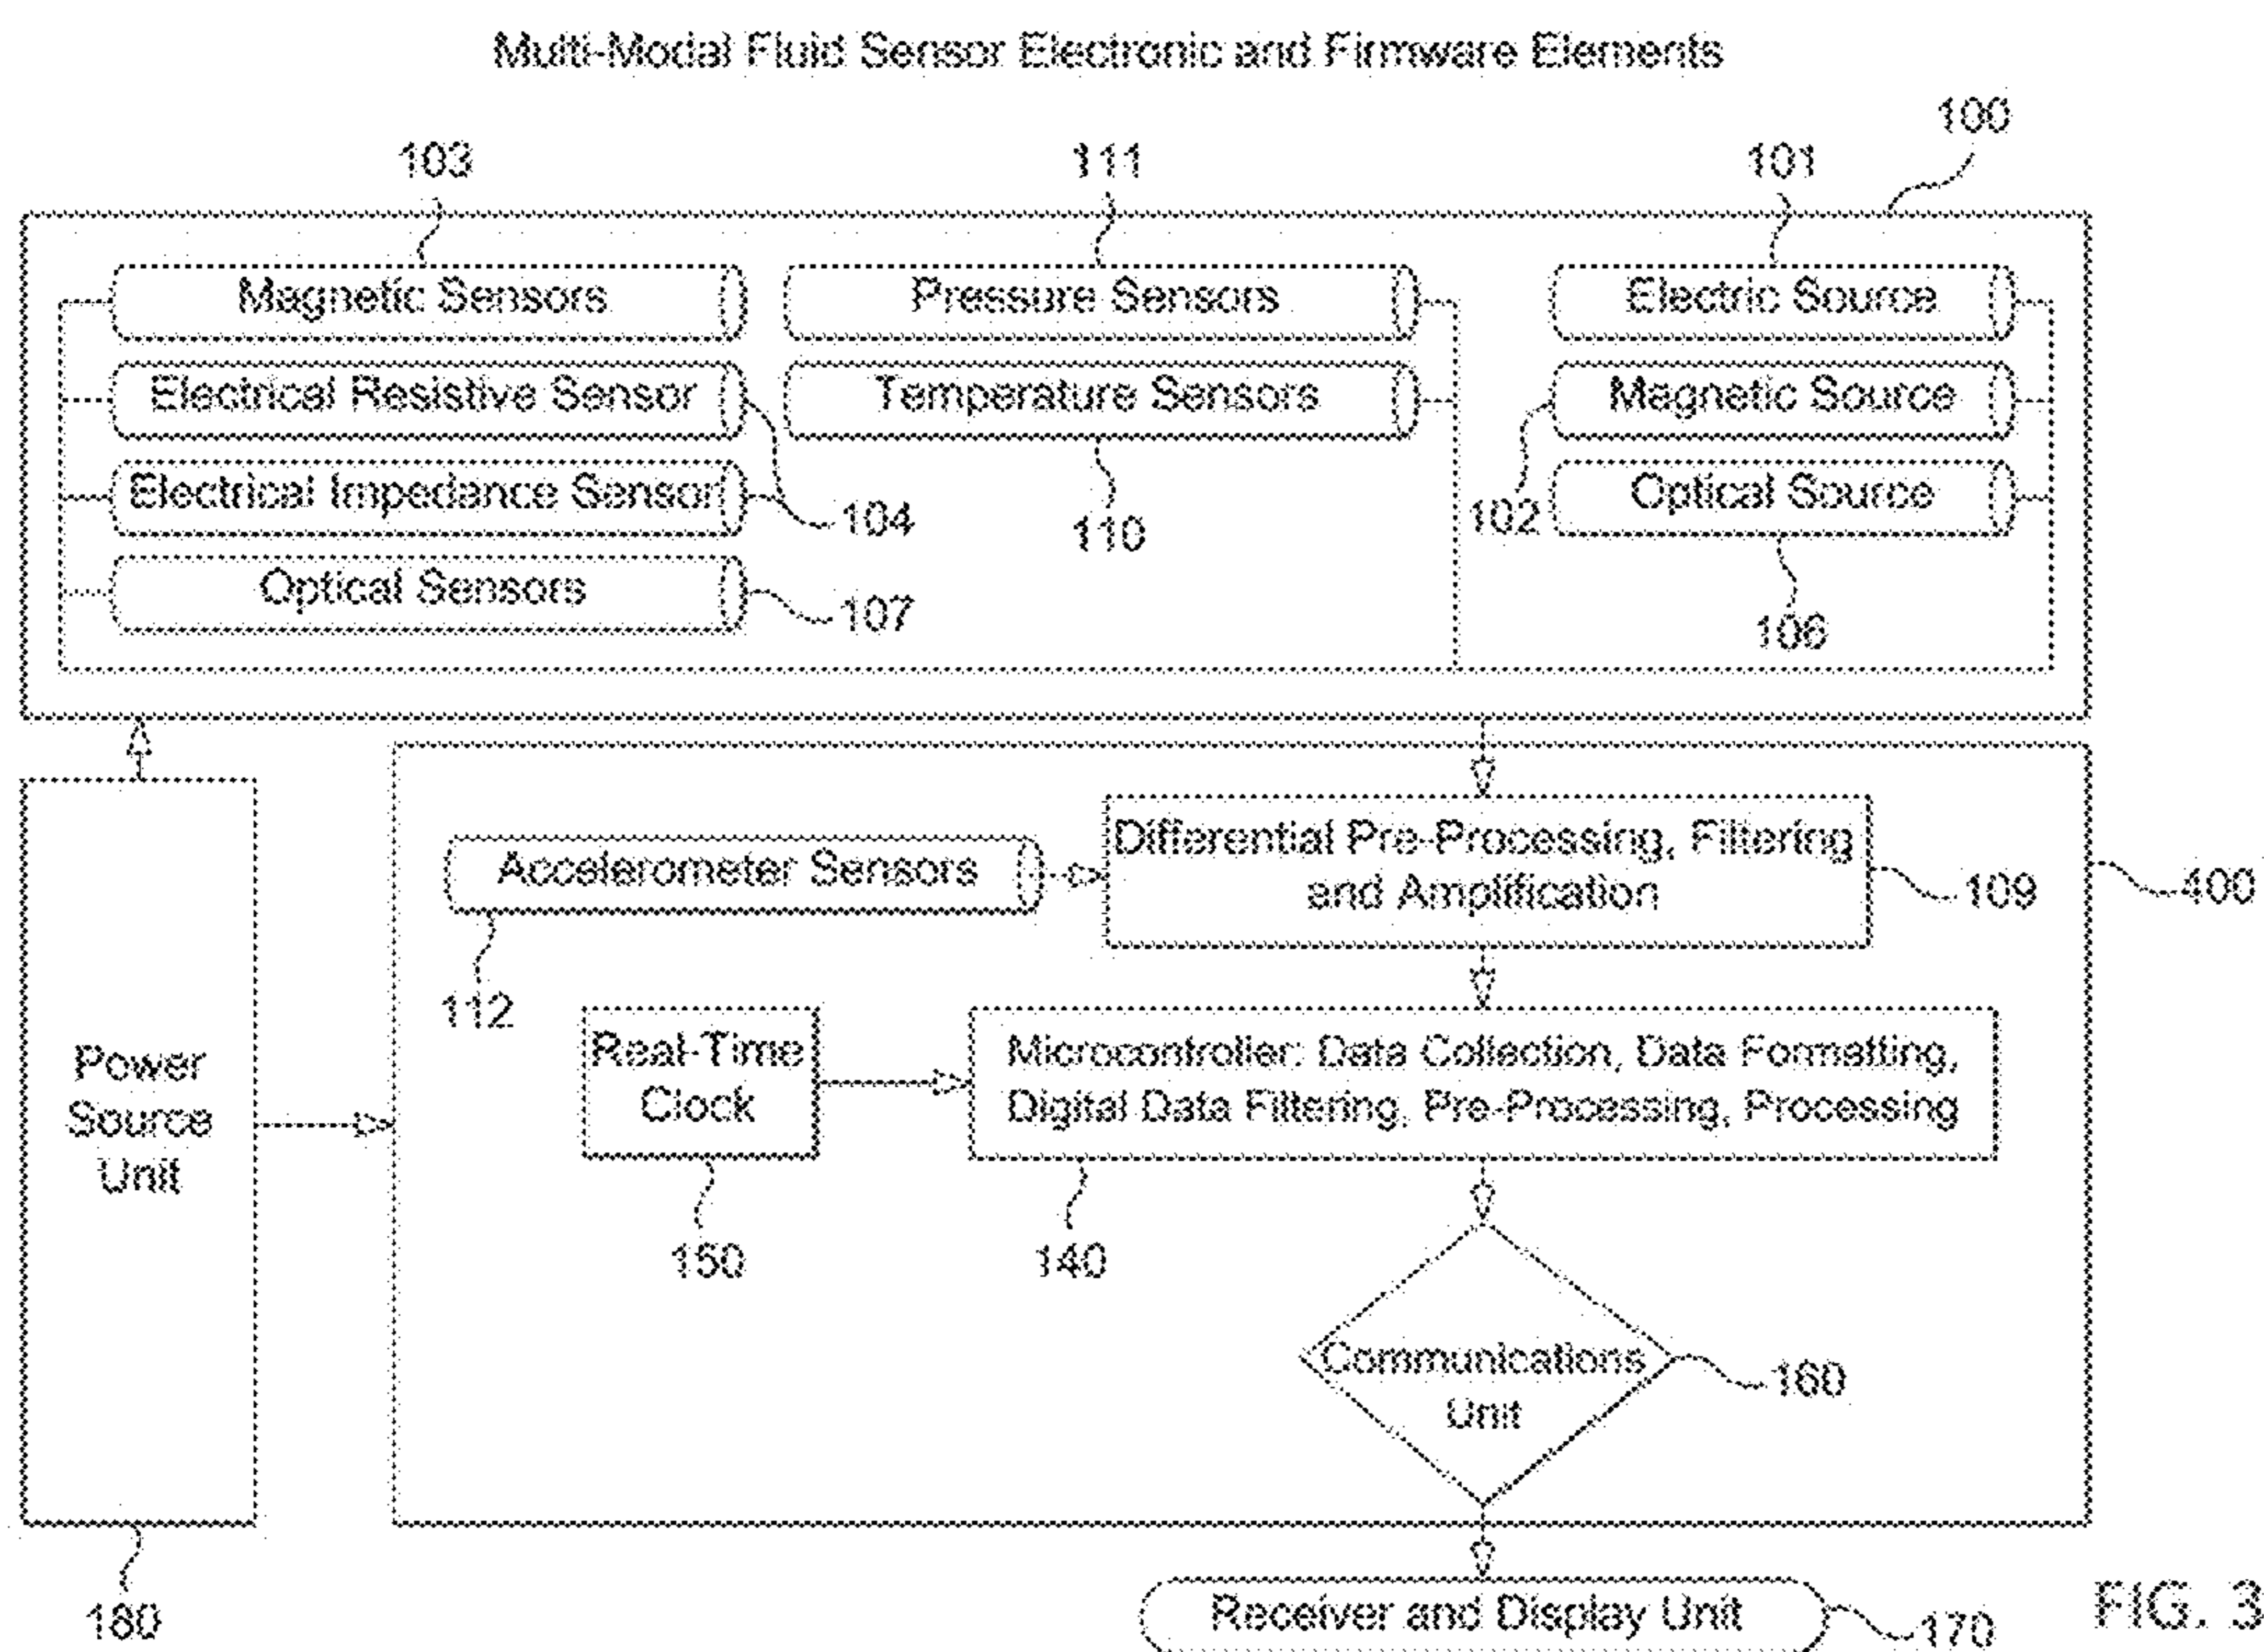 Multi-Modal Fluid Sensor Electronic and Firmware Elements
100
103
111
101
Magnetic Sensors
Pressure Sensors
Electric Source
Electrical Resistive Sensor
Temperature Sensors
Magnetic Source
Electrical Impedance Sensor
Optical Source
104
110
102
Optical Sensors
107
106
Accelerometer Sensors
Differential Pre-Processing, Filtering
and Amplification
109
400
112
Power
Source
Unit
Real-Time
Clock
Microcontroller: Data Collection, Data Formatting,
Digital Data Filtering, Pre-Processing, Processing
150
140
Communications
Unit
160
180
Receiver and Display Unit
170
FIG. 3